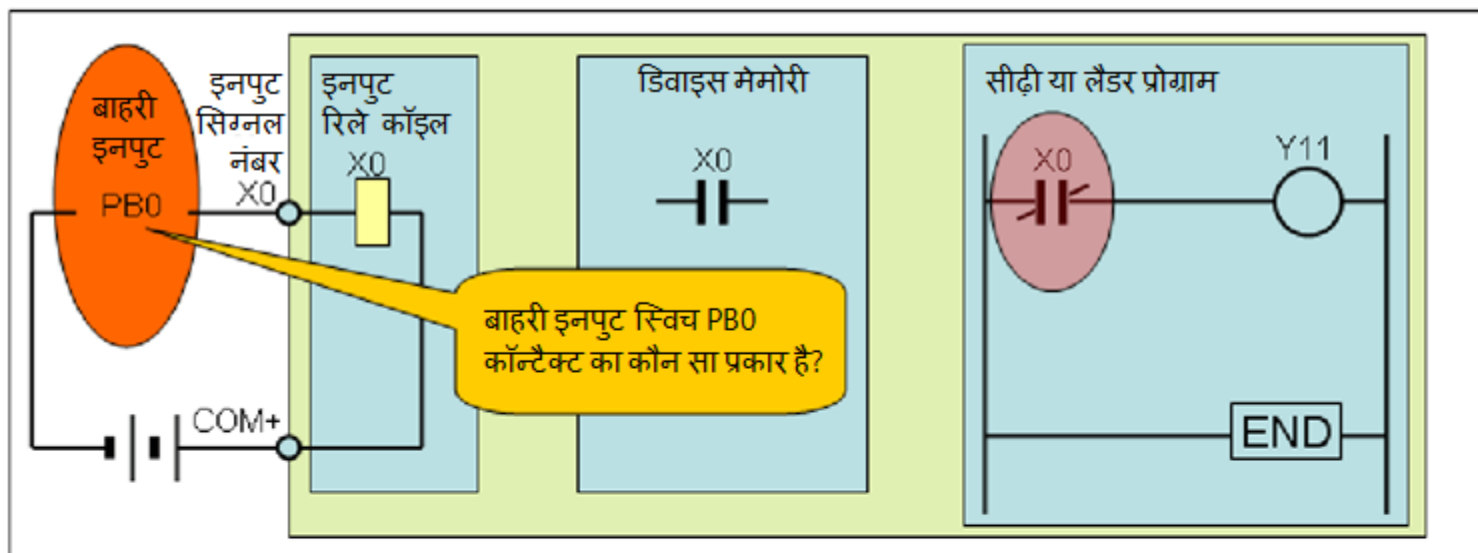 बाहरी
इनपुट
PB0
इनपुट
सिग्नल
नंबर
X0
COM+
इनपुट
रिले कॉइल
X0
डिवाइस मेमोरी
X0
बाहरी इनपुट स्विच PB0
कॉन्टैक्ट का कौन सा प्रकार है?
सीढ़ी या लैडर प्रोग्राम
X0
Y11
END